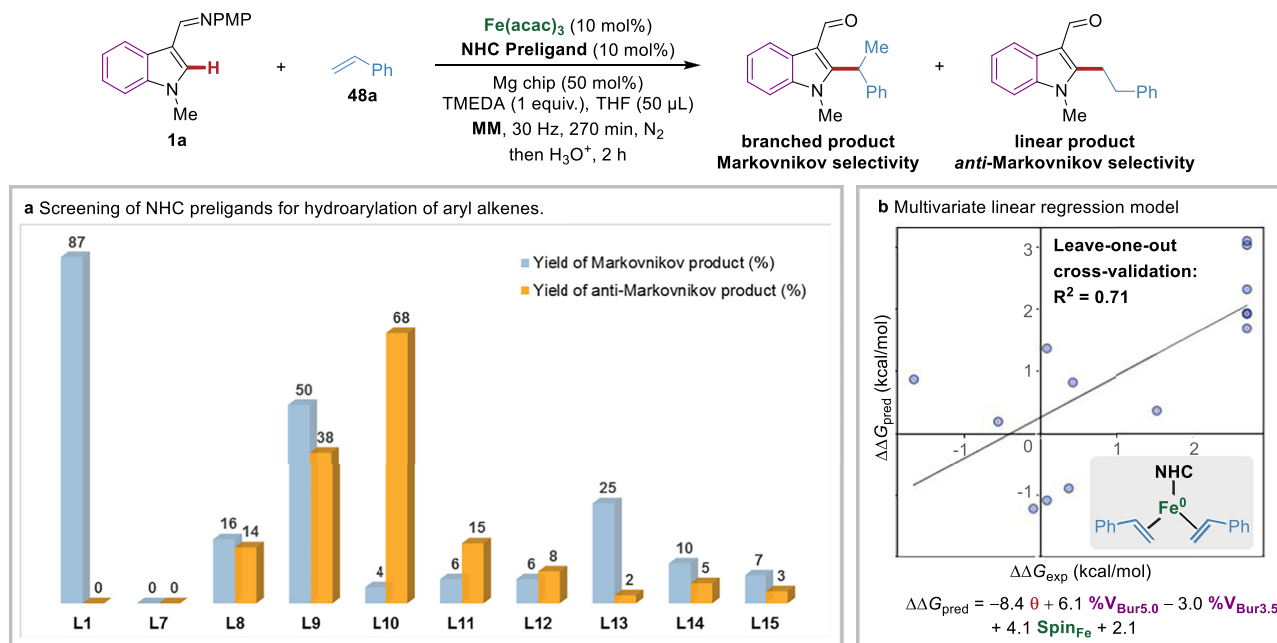 NPMP
H
N
Me
1a
+
Ph
48a
Fe(acac)3 (10 mol%)
NHC Preligand (10 mol%)
Mg chip (50 mol%)
TMEDA (1 equiv.), THF (50 µL)
MM, 30 Hz, 270 min, N2
then H3O+, 2 h
O
Me
N
Ph
Me
branched product
Markovnikov selectivity
+
O
N
Ph
Me
linear product
anti-Markovnikov selectivity
a Screening of NHC preligands for hydroarylation of aryl alkenes.
Yield of Markovnikov product (%)
Yield of anti-Markovnikov product (%)
87
0
0
0
16
14
50
38
4
68
6
15
6
8
25
2
10
5
7
3
L1 L7 L8 L9 L10 L11 L12 L13 L14 L15
b Multivariate linear regression model
Leave-one-out
cross-validation:
R2 = 0.71
3
2
1
-1
-1 0 1 2
ΔΔGpred (kcal/mol)
NHC
Fe0
Ph Ph
ΔΔGexp (kcal/mol)
ΔΔGpred = −8.4 θ + 6.1 %VBur5.0 − 3.0 %VBur3.5
+ 4.1 SpinFe + 2.1